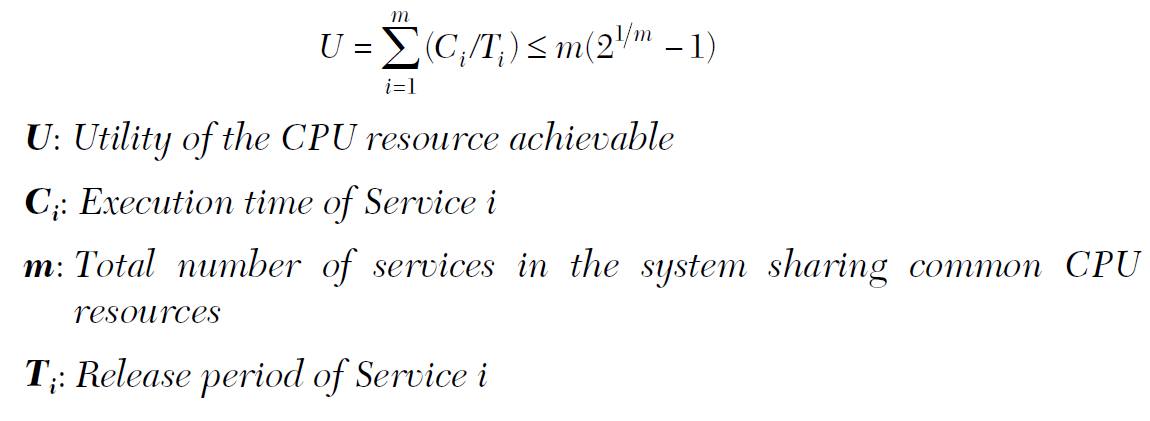 U = ∑_{i=1}^{m} (C_i/T_i) ≤ m(2^{1/m} – 1)
U: Utility of the CPU resource achievable
C_i: Execution time of Service i
m: Total number of services in the system sharing common CPU
resources
T_i: Release period of Service i